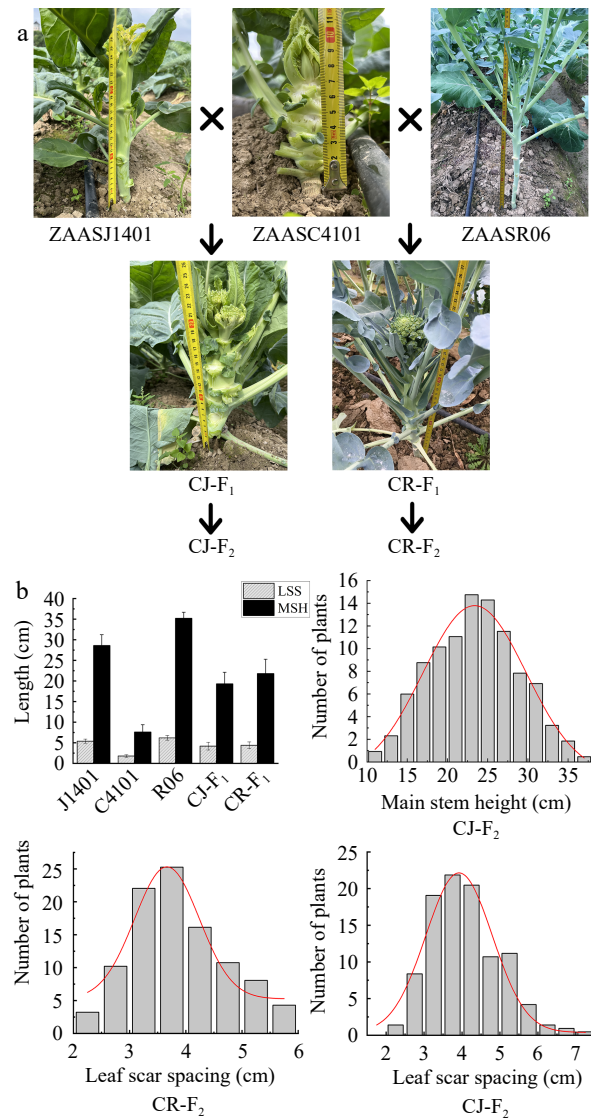 a
ZAASJ1401 ZAASC4101 ZAASR06
CJ-F₁ CR-F₁
CJ-F₂ CR-F₂
b
LSS
MSH
Length (cm)
40
35
30
25
20
15
10
5
0
J1401 C4101 R06 CJ-F₁ CR-F₁
Number of plants
16
14
12
10
8
6
4
2
0
10 15 20 25 30 35
Main stem height (cm)
CJ-F₂
Number of plants
25
20
15
10
5
0
2 3 4 5 6
Leaf scar spacing (cm)
CR-F₂
Number of plants
25
20
15
10
5
0
2 3 4 5 6 7
Leaf scar spacing (cm)
CJ-F₂